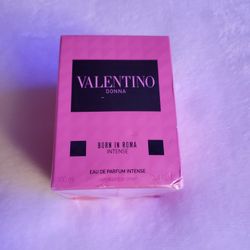 VALENTINO
DONNA
BORN IN ROMA
INTENSE
EAU DE PARFUM INTENSE